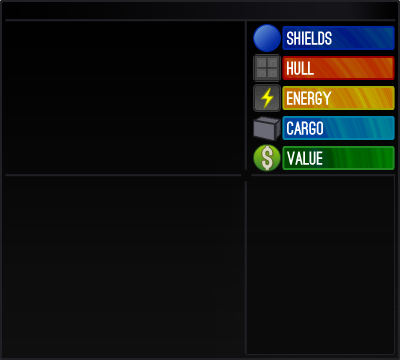 SHIELDS
HULL
ENERGY
CARGO
$ VALUE